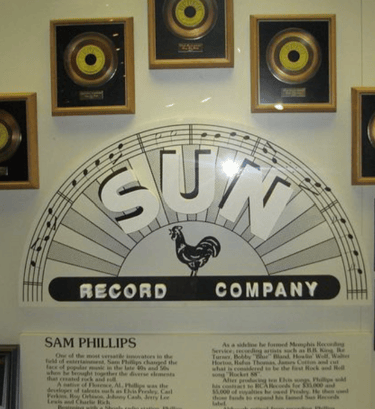 SUN
RECORD COMPANY
SAM PHILLIPS
One of the most versatile innovators in the
field of entertainment, Sam Phillips changed the
face of popular music in the late 40s and 50s
when he brought together the diverse elements
that created rock and roll.
A native of Florence, AL, Phillips was the
developer of talents such as Elvis Presley, Carl
Perkins, Roy Orbison, Johnny Cash, Jerry Lee
Lewis and Charlie Rich.
As a sideline he formed Memphis Recording
Service, recording artists such as B.B. King, Ike
Turner, Bobby "Blue" Bland, Howlin' Wolf, Walter
Horton, Rufus Thomas, James Cotton and cut
what is considered to be the first Rock and Roll
song "Rocket 88".
After producing ten Elvis songs, Phillips sold
his contract to RCA Records for $35,000 and
$5,000 of royalties he owed Presley. He then used
those funds to expand his famed Sun Records
label.